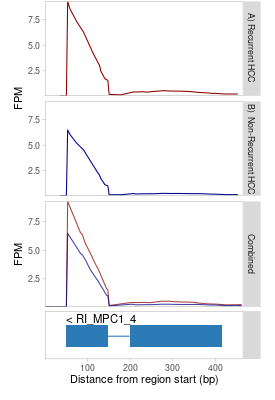 7.5
5.0
2.5
FPM
A) Recurrent HCC
7.5
5.0
2.5
B) Non-Recurrent HCC
7.5
5.0
2.5
FPM
Combined
< RI_MPC1_4
100 200 300 400
Distance from region start (bp)